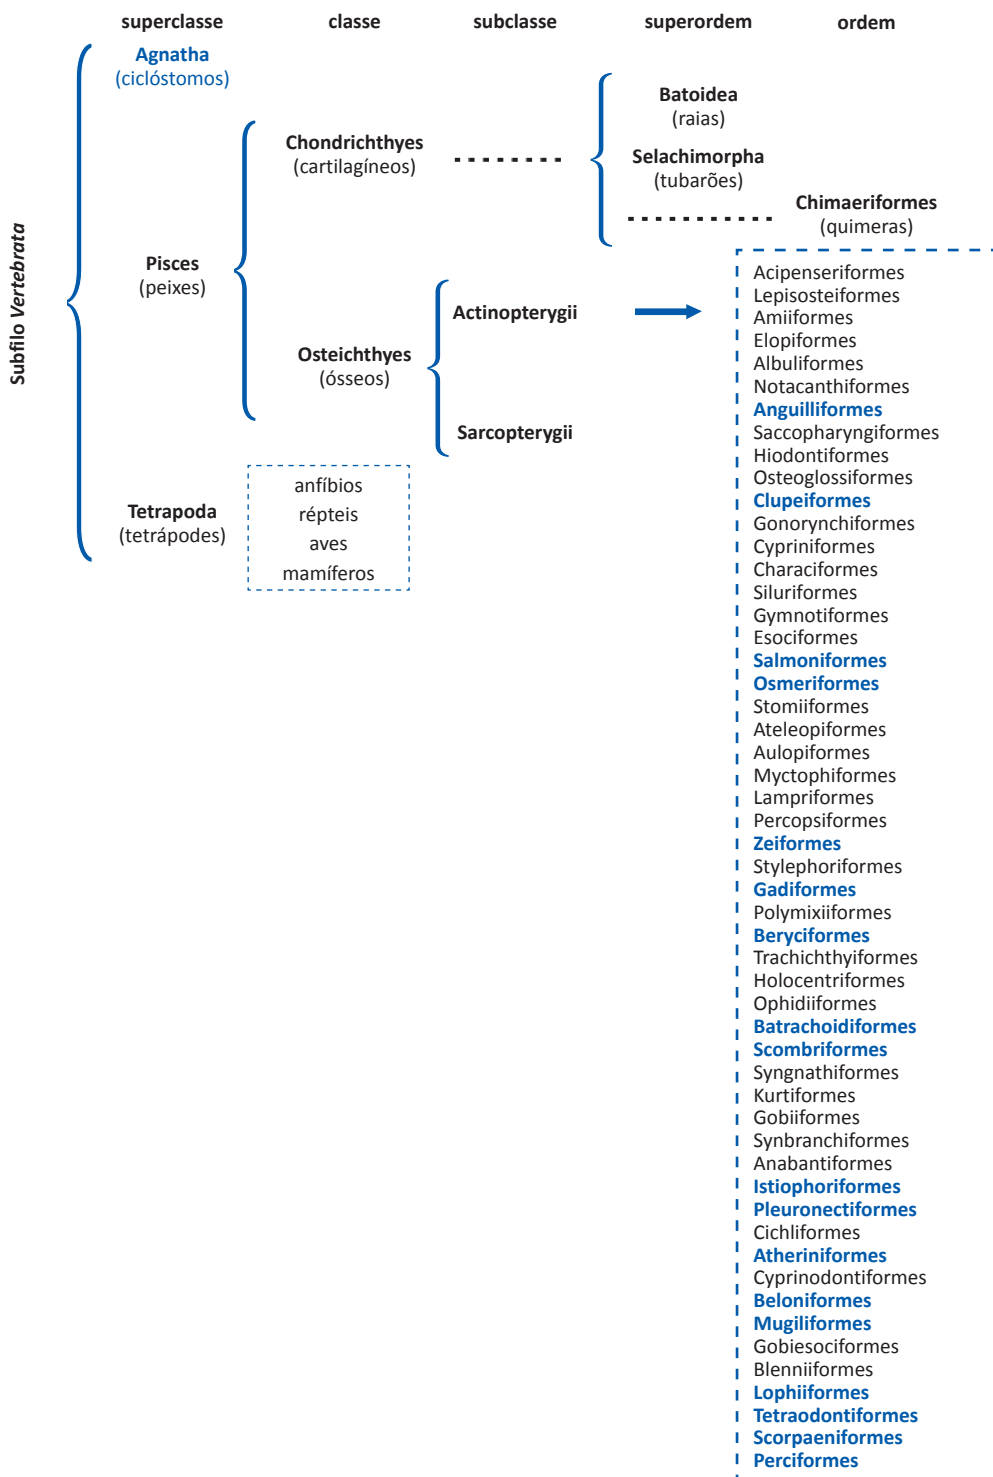 superclasse classe subclasse superordem ordem
Subfilo Vertebrata
Agnatha
(ciclóstomos)
Pisces
(peixes)
Tetrapoda
(tetrápodes)
Chondrichthyes
(cartilagíneos)
Osteichthyes
(ósseos)
anfíbios
répteis
aves
mamíferos
Actinopterygii
Sarcopterygii
Batoidea
(raias)
Selachimorpha
(tubarões)
Chimaeriformes
(quimeras)
Acipenseriformes
Lepisosteiformes
Amiiformes
Elopiformes
Albuliformes
Notacanthiformes
Anguilliformes
Saccopharyngiformes
Hiodontiformes
Osteoglossiformes
Clupeiformes
Gonorynchiformes
Cypriniformes
Characiformes
Siluriformes
Gymnotiformes
Esociformes
Salmoniformes
Osmeriformes
Stomiiformes
Ateleopiformes
Aulopiformes
Myctophiformes
Lampriformes
Percopsiformes
Zeiformes
Stylephoriformes
Gadiformes
Polymixiiformes
Beryciformes
Trachichthyiformes
Holocentriformes
Ophidiiformes
Batrachoidiformes
Scombriformes
Syngnathiformes
Kurtiformes
Gobiiformes
Synbranchiformes
Anabantiformes
Istiophoriformes
Pleuronectiformes
Cichliformes
Atheriniformes
Cyprinodontiformes
Beloniformes
Mugiliformes
Gobiesociformes
Blenniiformes
Lophiiformes
Tetraodontiformes
Scorpaeniformes
Perciformes